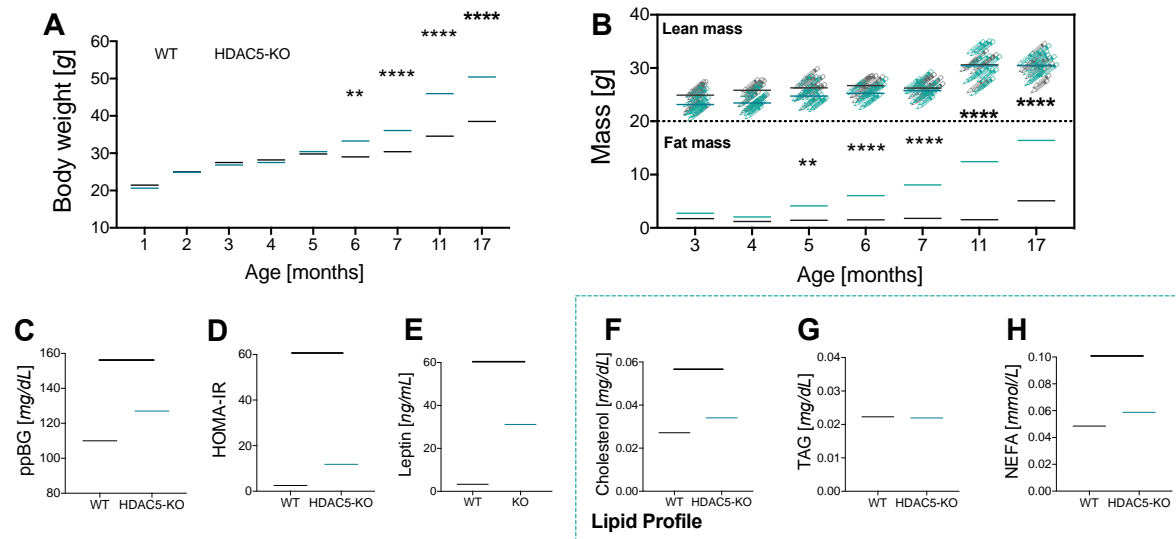 A
Body weight [g]
60
50
40
30
20
10
WT HDAC5-KO
** **** **** ****
1 2 3 4 5 6 7 11 17
Age [months]
B
Mass [g]
40
30
20
10
0
Lean mass
Fat mass
** **** **** **** ****
3 4 5 6 7 11 17
Age [months]
C
ppBG [mg/dL]
160
140
120
100
80
WT HDAC5-KO
D
HOMA-IR
60
40
20
0
WT HDAC5-KO
E
Leptin [ng/mL]
60
40
20
0
WT KO
F
Cholesterol [mg/dL]
0.06
0.04
0.02
0.00
WT HDAC5-KO
G
TAG [mg/dL]
0.04
0.03
0.02
0.01
0.00
WT HDAC5-KO
H
NEFA [mmol/L]
0.10
0.08
0.06
0.04
0.02
0.00
WT HDAC5-KO
Lipid Profile